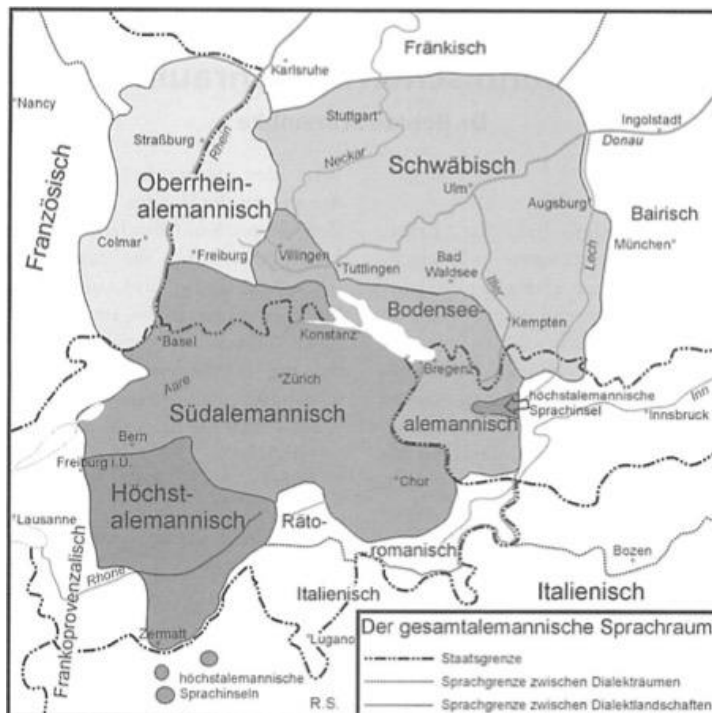 Fränkisch
Karlsruhe
Nancy
Stuttgart
Ingolstadt
Straßburg
Rhein
Neckar
Donau
Schwäbisch
Oberrhein-
alemannisch
Ulm
Augsburg
Bairisch
Französisch
Colmar
Freiburg
Villingen
Tuttlingen
Bad
Waldsee
Iller
Lech
München
Bodensee-
Kempten
Basel
Konstanz
Bregenz
Aare
Zürich
höchstalemannische
Sprachinsel
Inn
Innsbruck
Südalemannisch
alemannisch
Bern
Freiburg i.Ü.
Chur
Höchst-
alemannisch
Lausanne
Räto-
romanisch
Rhone
Bozen
Frankoprovenzalisch
Italienisch
Italienisch
Zermatt
Lugano
höchstalemannische
Sprachinseln
R.S.
Der gesamtalemannische Sprachraum
Staatsgrenze
Sprachgrenze zwischen Dialekträumen
Sprachgrenze zwischen Dialektlandschaften